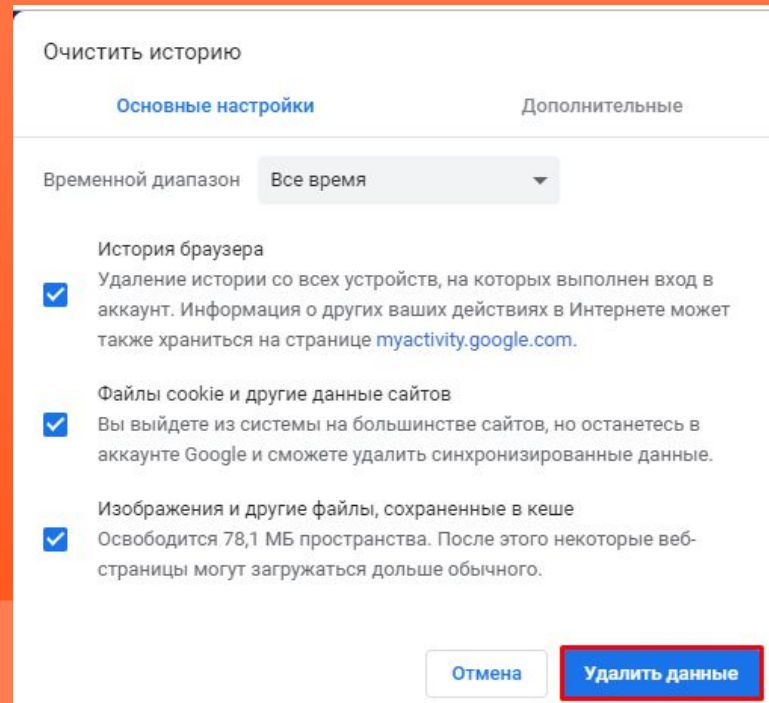 Очистить историю
Основные настройки
Дополнительные
Временной диапазон
Все время
История браузера
Удаление истории со всех устройств, на которых выполнен вход в
аккаунт. Информация о других ваших действиях в Интернете может
также храниться на странице myactivity.google.com.
Файлы cookie и другие данные сайтов
Вы выйдете из системы на большинстве сайтов, но останетесь в
аккаунте Google и сможете удалить синхронизированные данные.
Изображения и другие файлы, сохраненные в кеше
Освободится 78,1 МБ пространства. После этого некоторые веб-
страницы могут загружаться дольше обычного.
Отмена
Удалить данные